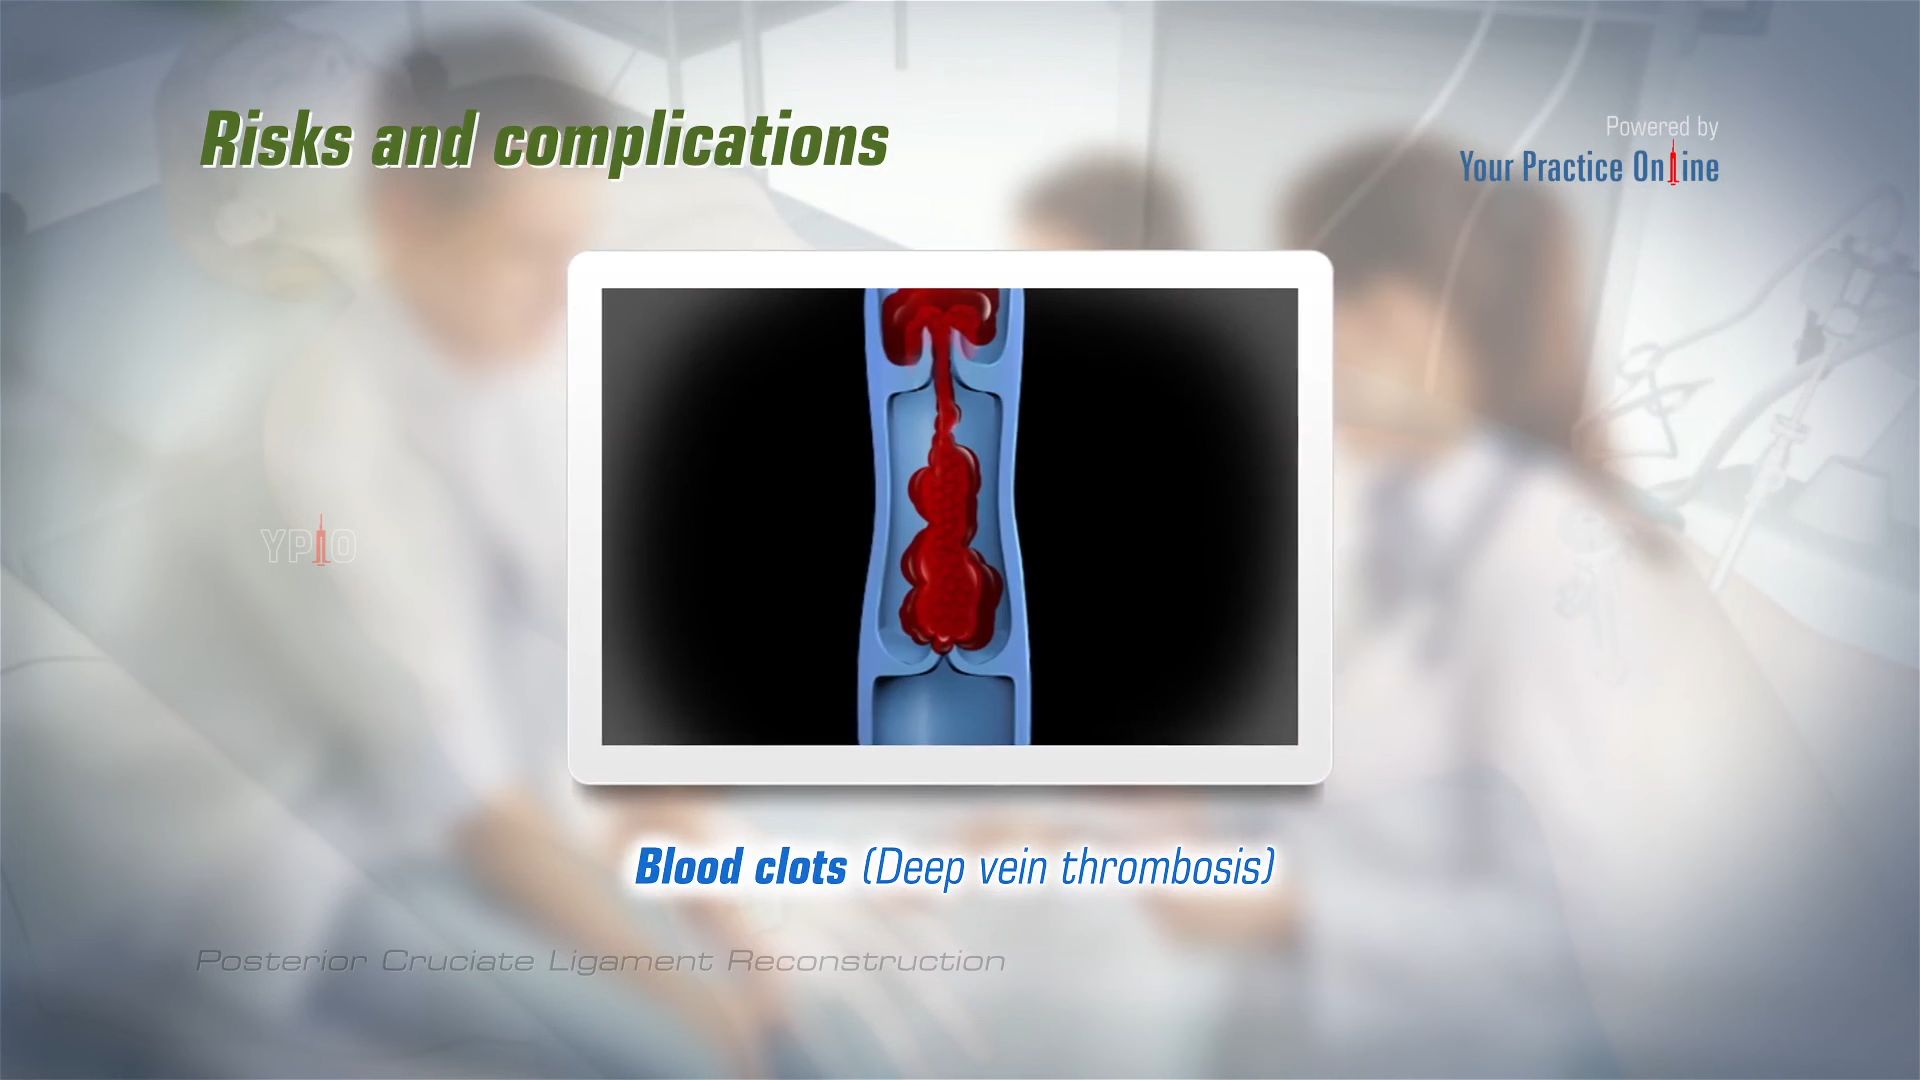 Risks and complications
Powered by
Your Practice Online
YPO
Blood clots (Deep vein thrombosis)
Posterior Cruciate Ligament Reconstruction